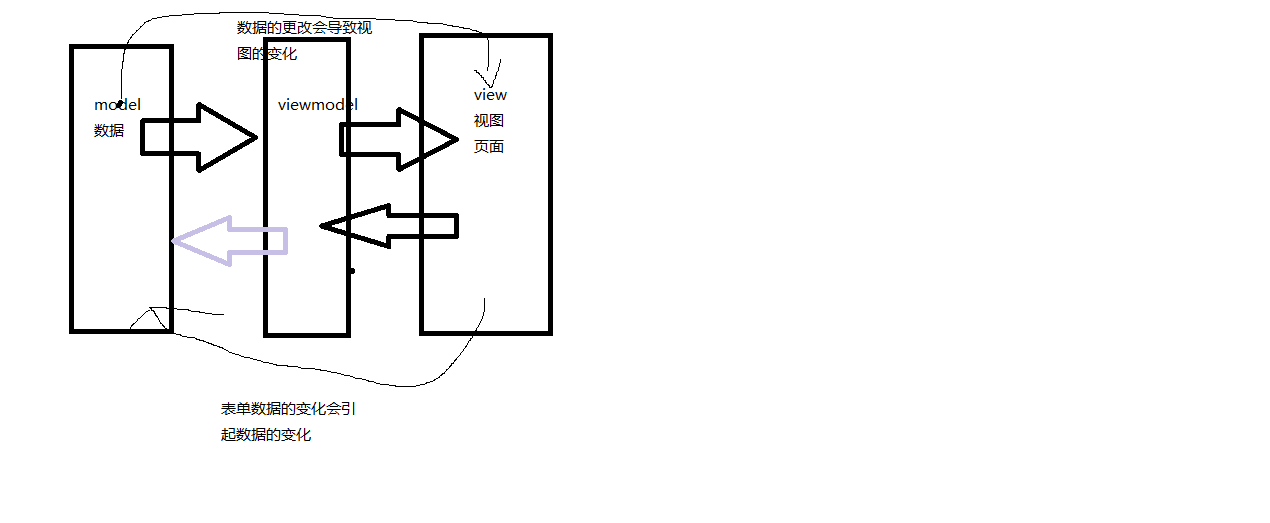 数据的更改会导致视
图的变化
model
数据
viewmodel
view
视图
页面
表单数据的变化会引
起数据的变化